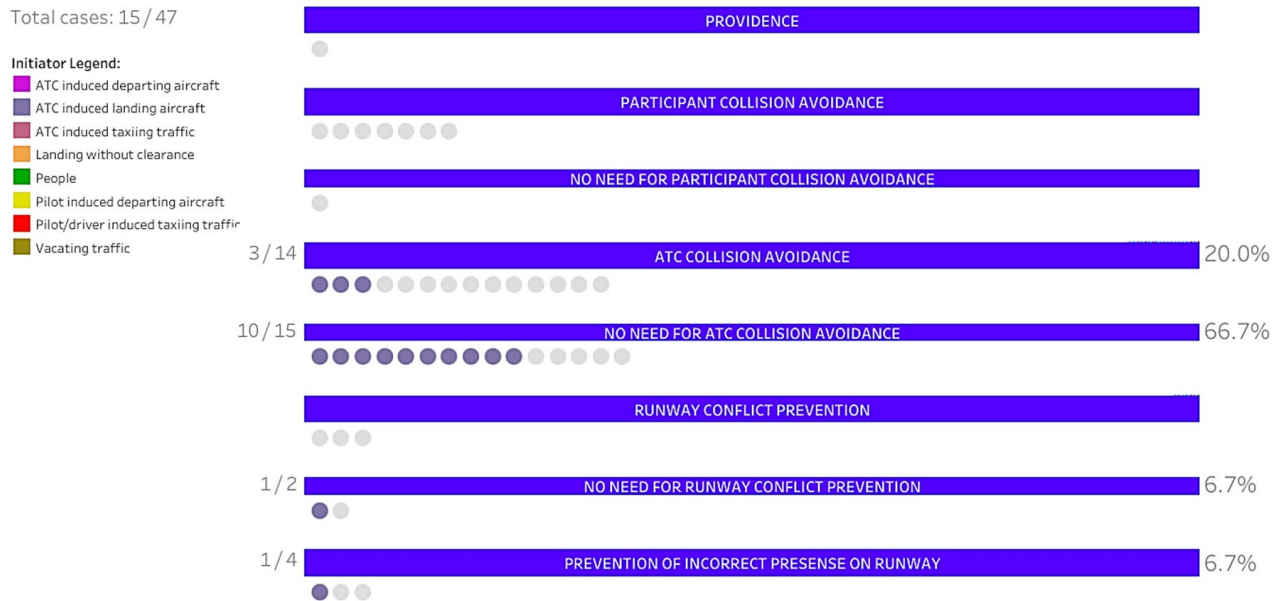 Total cases: 15/47
PROVIDENCE
Initiator Legend:
ATC induced departing aircraft
ATC induced landing aircraft
ATC induced taxiing traffic
Landing without clearance
People
Pilot induced departing aircraft
Pilot/driver induced taxiing traffic
Vacating traffic
PARTICIPANT COLLISION AVOIDANCE
NO NEED FOR PARTICIPANT COLLISION AVOIDANCE
3/14 ATC COLLISION AVOIDANCE 20.0%
10/15 NO NEED FOR ATC COLLISION AVOIDANCE 66.7%
RUNWAY CONFLICT PREVENTION
1/2 NO NEED FOR RUNWAY CONFLICT PREVENTION 6.7%
1/4 PREVENTION OF INCORRECT PRESENSE ON RUNWAY 6.7%